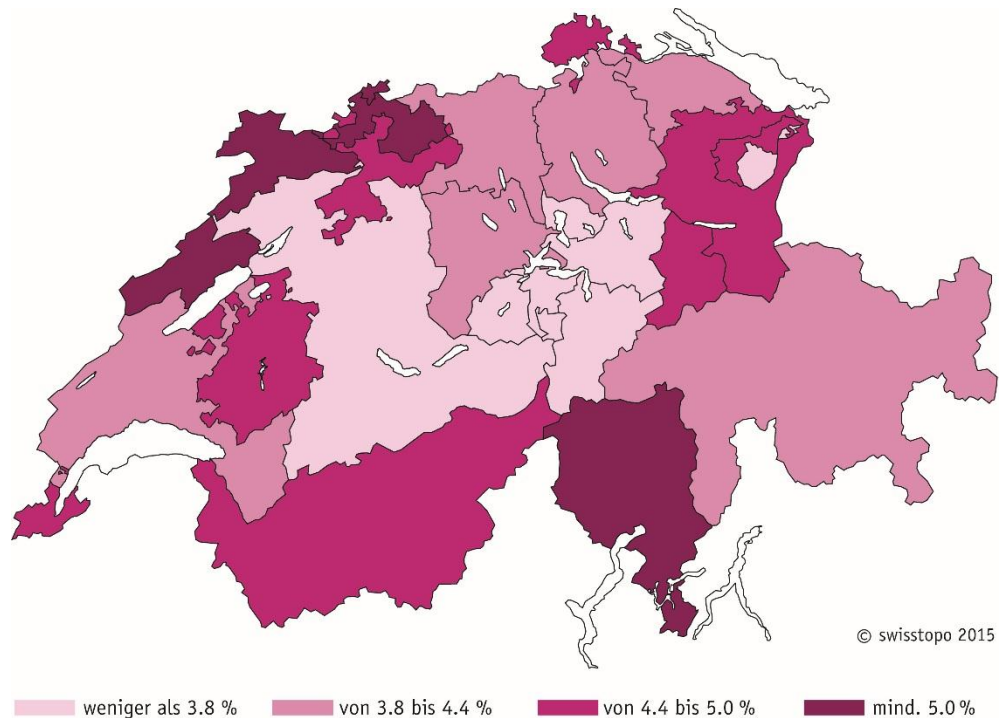 © swisstopo 2015
weniger als 3.8 %
von 3.8 bis 4.4 %
von 4.4 bis 5.0 %
mind. 5.0 %